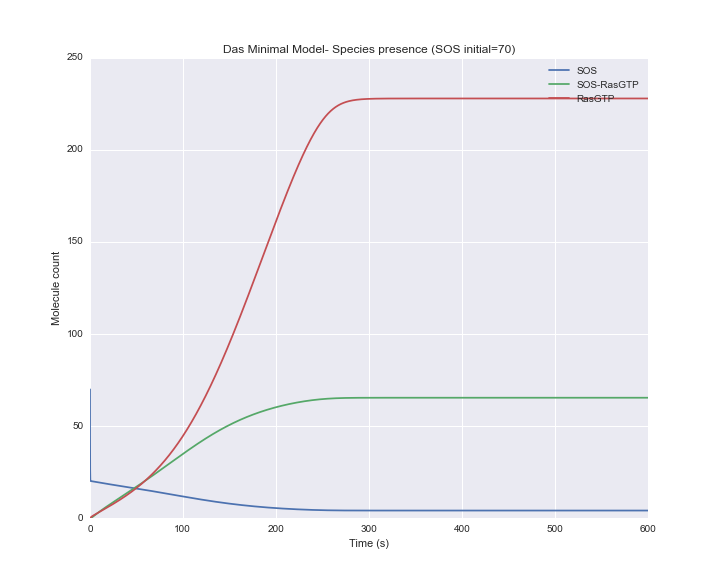 Das Minimal Model- Species presence (SOS initial=70)
250
SOS
SOS-RasGTP
RasGTP
200
150
Molecule count
100
50
0
0 100 200 300 400 500 600
Time (s)